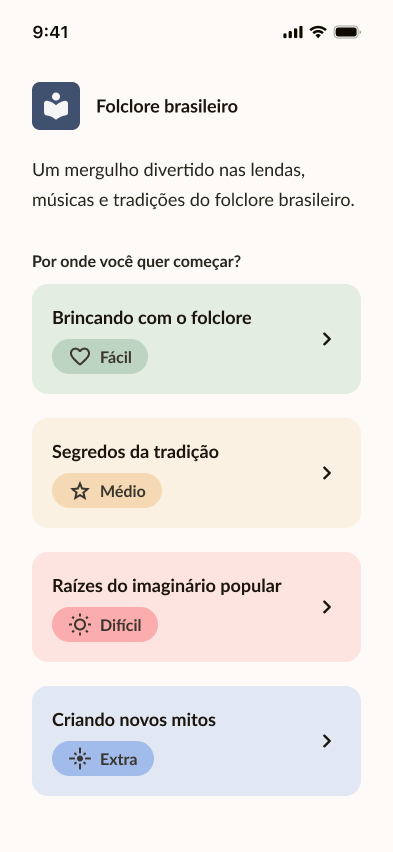 9:41
Folclore brasileiro
Um mergulho divertido nas lendas,
músicas e tradições do folclore brasileiro.
Por onde você quer começar?
Brincando com o folclore
Fácil
Segredos da tradição
Médio
Raízes do imaginário popular
Difícil
Criando novos mitos
Extra